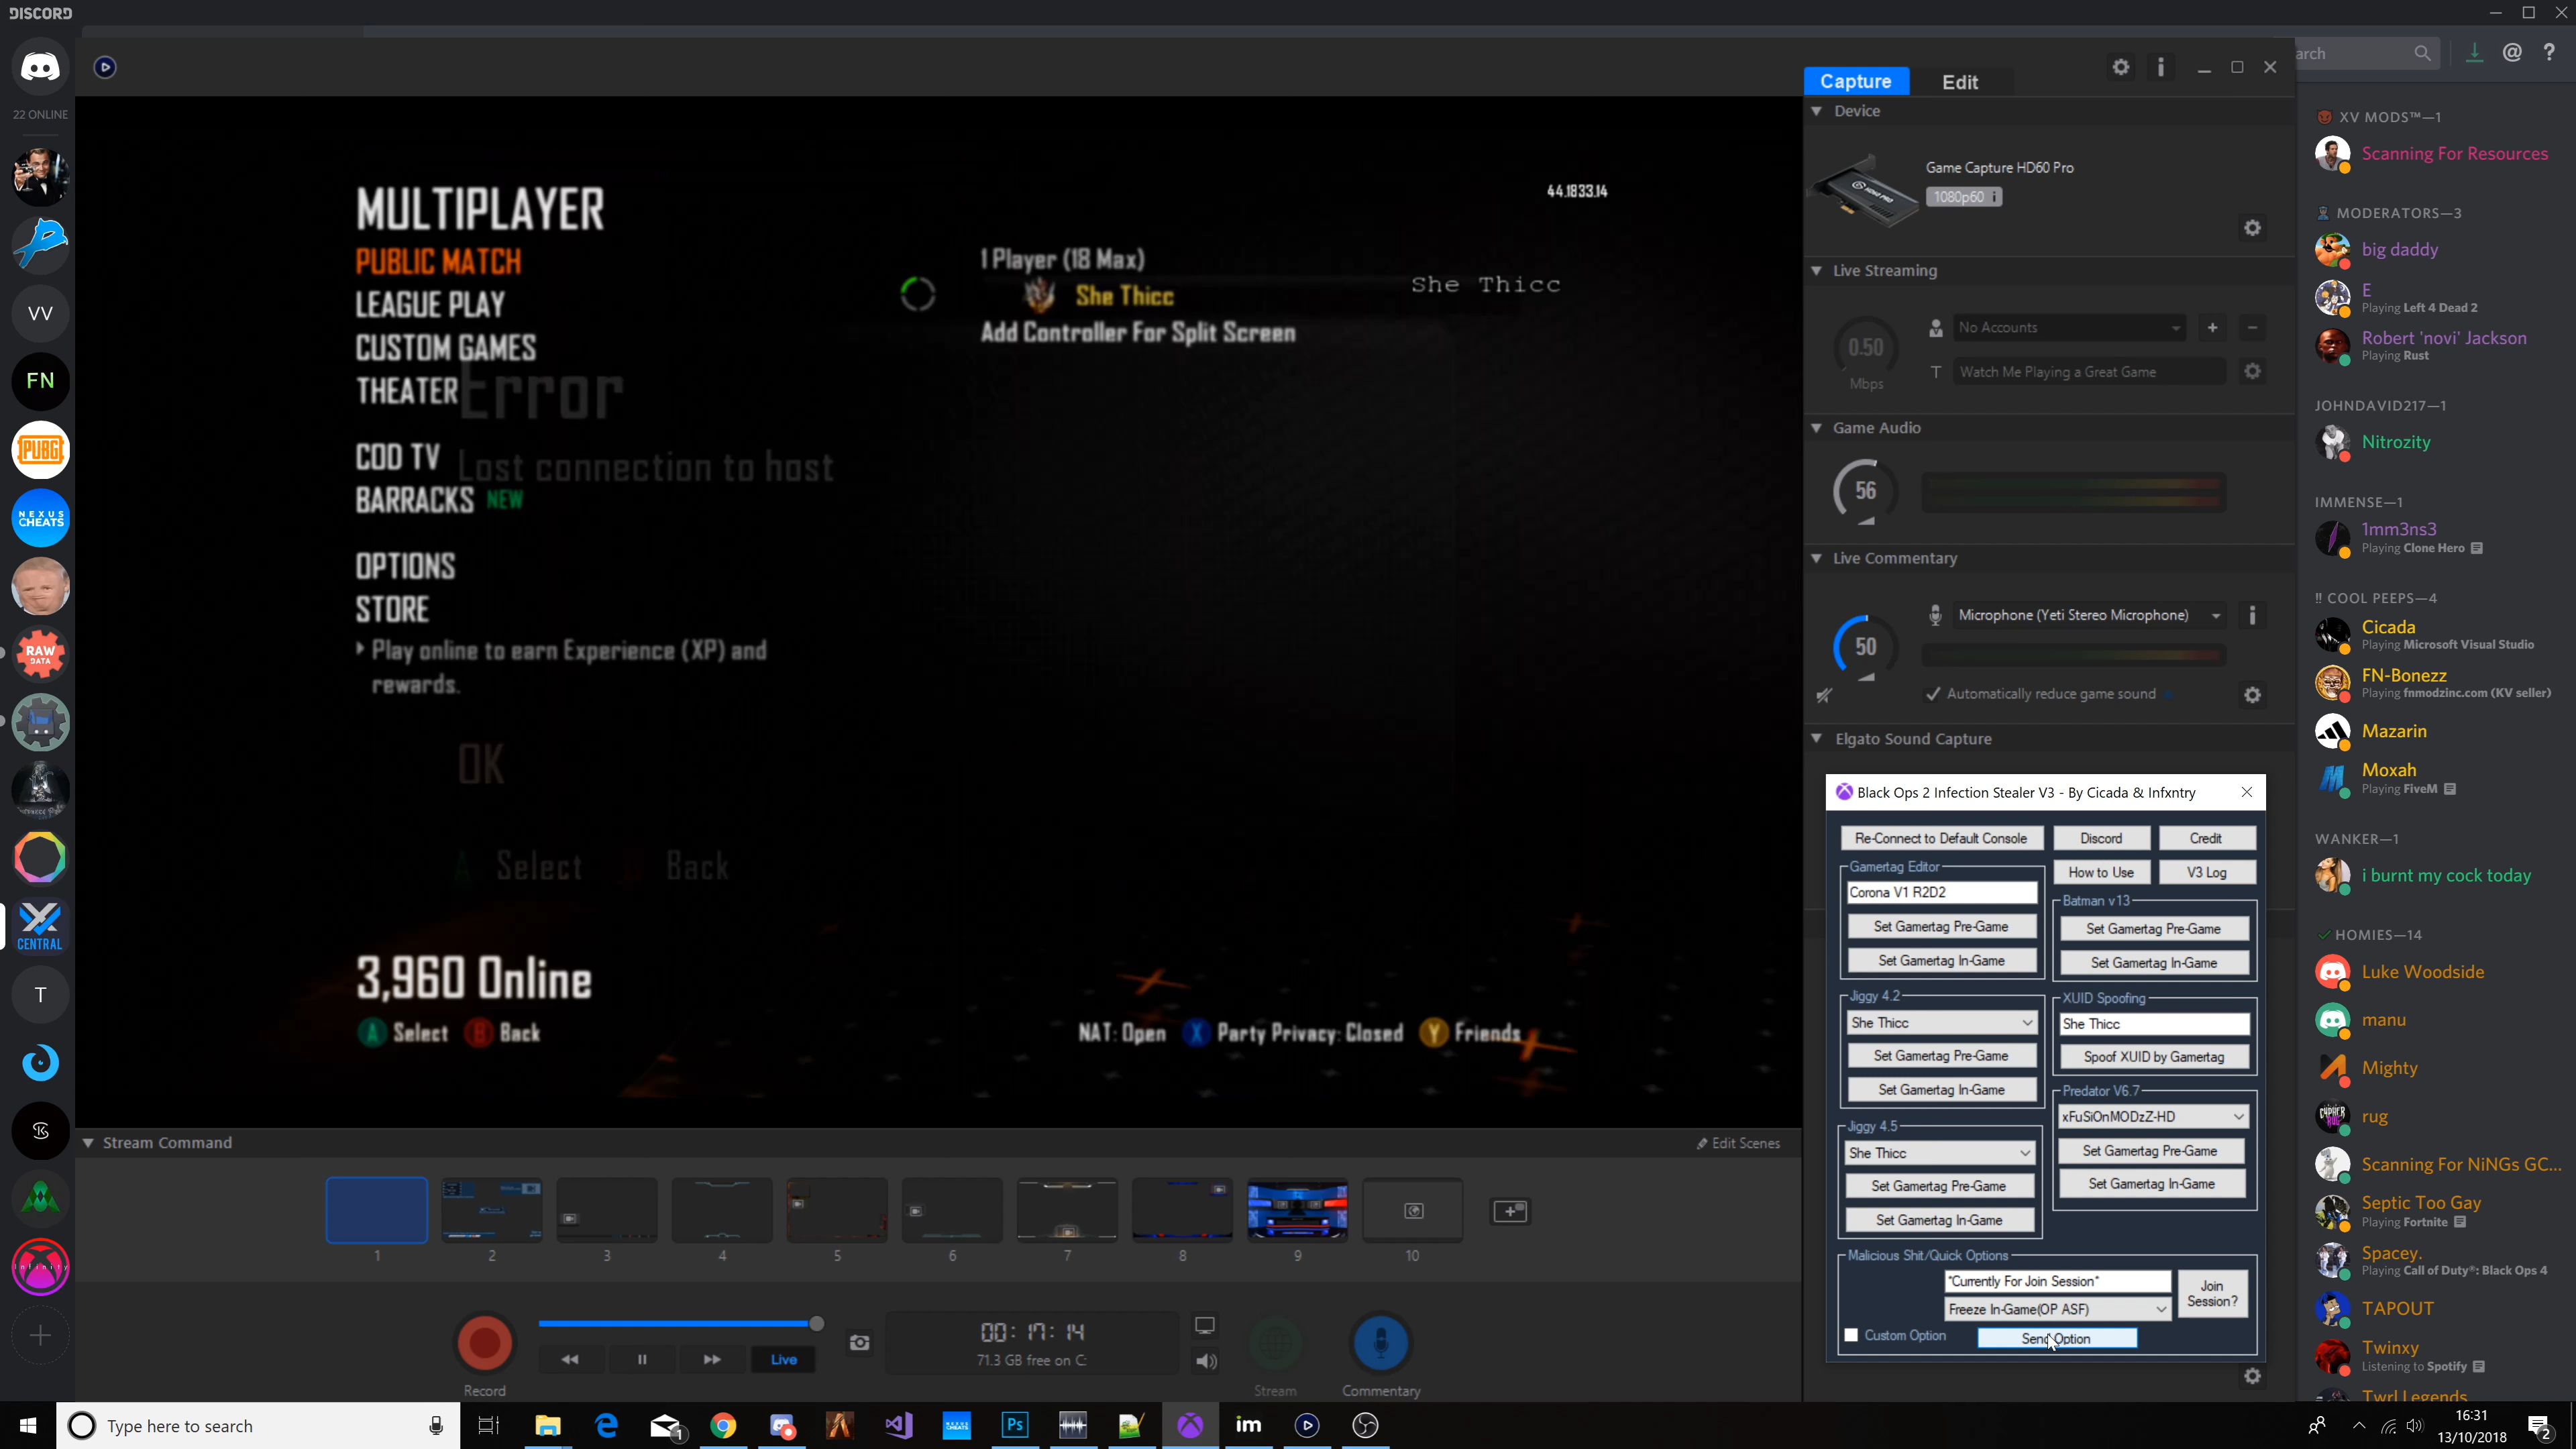 DISCORD
22 ONLINE
VV
FN
PUBG
NEXUS
CHEATS
RAW
DATA
CENTRAL
T
Infinity
MULTIPLAYER
PUBLIC MATCH
LEAGUE PLAY
CUSTOM GAMES
THEATER
Error
COD TV
Lost connection to host
BARRACKS NEW
OPTIONS
STORE
Play online to earn Experience (XP) and
rewards.
OK
A Select Back
3,960 Online
A Select B Back
44.1833.14
1 Player (18 Max)
She Thicc
She Thicc
Add Controller For Split Screen
NAT: Open X Party Privacy: Closed Y Friends
Stream Command
Edit Scenes
1 2 3 4 5 6 7 8 9 10
Record
Live
00:17:14
71.3 GB free on C:
Stream
Commentary
Capture Edit
Device
Game Capture HD60 Pro
1080p60 i
Live Streaming
0.50
Mbps
No Accounts
T Watch Me Playing a Great Game
Game Audio
56
Live Commentary
50
Microphone (Yeti Stereo Microphone)
Automatically reduce game sound
Elgato Sound Capture
Black Ops 2 Infection Stealer V3 - By Cicada & Infxntry
Re-Connect to Default Console
Discord
Credit
Gamertag Editor
Corona V1 R2D2
Set Gamertag Pre-Game
Set Gamertag In-Game
How to Use
V3 Log
Batman v13
Set Gamertag Pre-Game
Set Gamertag In-Game
Jiggy 4.2
She Thicc
Set Gamertag Pre-Game
Set Gamertag In-Game
XUID Spoofing
She Thicc
Spoof XUID by Gamertag
Jiggy 4.5
She Thicc
Set Gamertag Pre-Game
Set Gamertag In-Game
Predator V6.7
xFuSiOnMODzZ-HD
Set Gamertag Pre-Game
Set Gamertag In-Game
Malicious Shit/Quick Options
"Currently For Join Session"
Freeze In-Game(OP ASF)
Join
Session?
Custom Option
Send Option
arch
XV MODS™—1
Scanning For Resources
MODERATORS—3
big daddy
E
Playing Left 4 Dead 2
Robert 'novi' Jackson
Playing Rust
JOHNDAVID217—1
Nitrozity
IMMENSE—1
1mm3ns3
Playing Clone Hero
!! COOL PEEPS—4
Cicada
Playing Microsoft Visual Studio
FN-Bonezz
Playing fnmodzinc.com (KV seller)
Mazarin
Moxah
Playing FiveM
WANKER—1
i burnt my cock today
HOMIES—14
Luke Woodside
manu
Mighty
rug
Scanning For NiNGs GC...
Septic Too Gay
Playing Fortnite
Spacey.
Playing Call of Duty®: Black Ops 4
TAPOUT
Twinxy
Listening to Spotify
Twrl Legends
Type here to search
1
Ps
im
16:31
13/10/2018
2